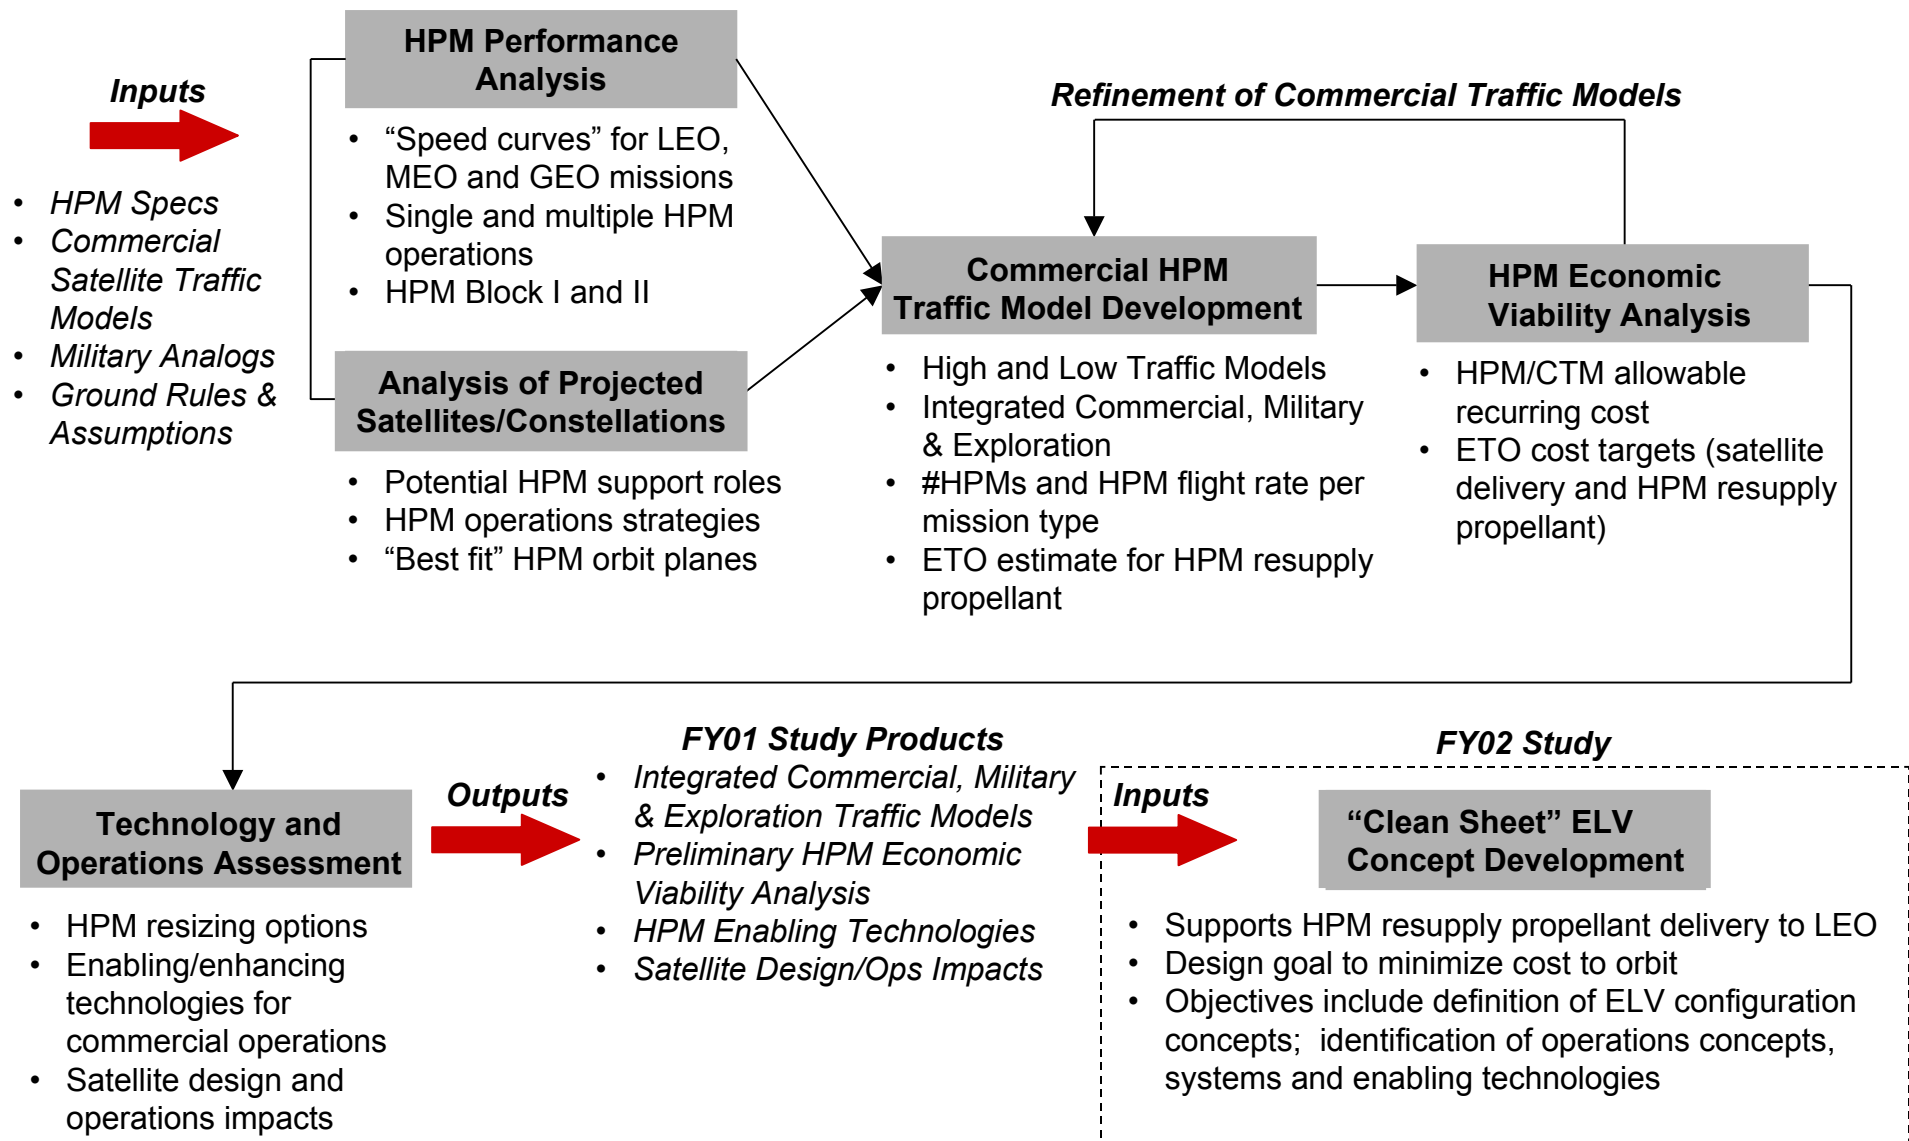 Inputs
• HPM Specs
• Commercial
Satellite Traffic
Models
• Military Analogs
• Ground Rules &
Assumptions
HPM Performance
Analysis
• “Speed curves” for LEO,
MEO and GEO missions
• Single and multiple HPM
operations
• HPM Block I and II
Analysis of Projected
Satellites/Constellations
• Potential HPM support roles
• HPM operations strategies
• “Best fit” HPM orbit planes
Refinement of Commercial Traffic Models
Commercial HPM
Traffic Model Development
• High and Low Traffic Models
• Integrated Commercial, Military
& Exploration
• #HPMs and HPM flight rate per
mission type
• ETO estimate for HPM resupply
propellant
HPM Economic
Viability Analysis
• HPM/CTM allowable
recurring cost
• ETO cost targets (satellite
delivery and HPM resupply
propellant)
Technology and
Operations Assessment
• HPM resizing options
• Enabling/enhancing
technologies for
commercial operations
• Satellite design and
operations impacts
Outputs
FY01 Study Products
• Integrated Commercial, Military
& Exploration Traffic Models
• Preliminary HPM Economic
Viability Analysis
• HPM Enabling Technologies
• Satellite Design/Ops Impacts
Inputs
FY02 Study
“Clean Sheet” ELV
Concept Development
• Supports HPM resupply propellant delivery to LEO
• Design goal to minimize cost to orbit
• Objectives include definition of ELV configuration
concepts;  identification of operations concepts,
systems and enabling technologies